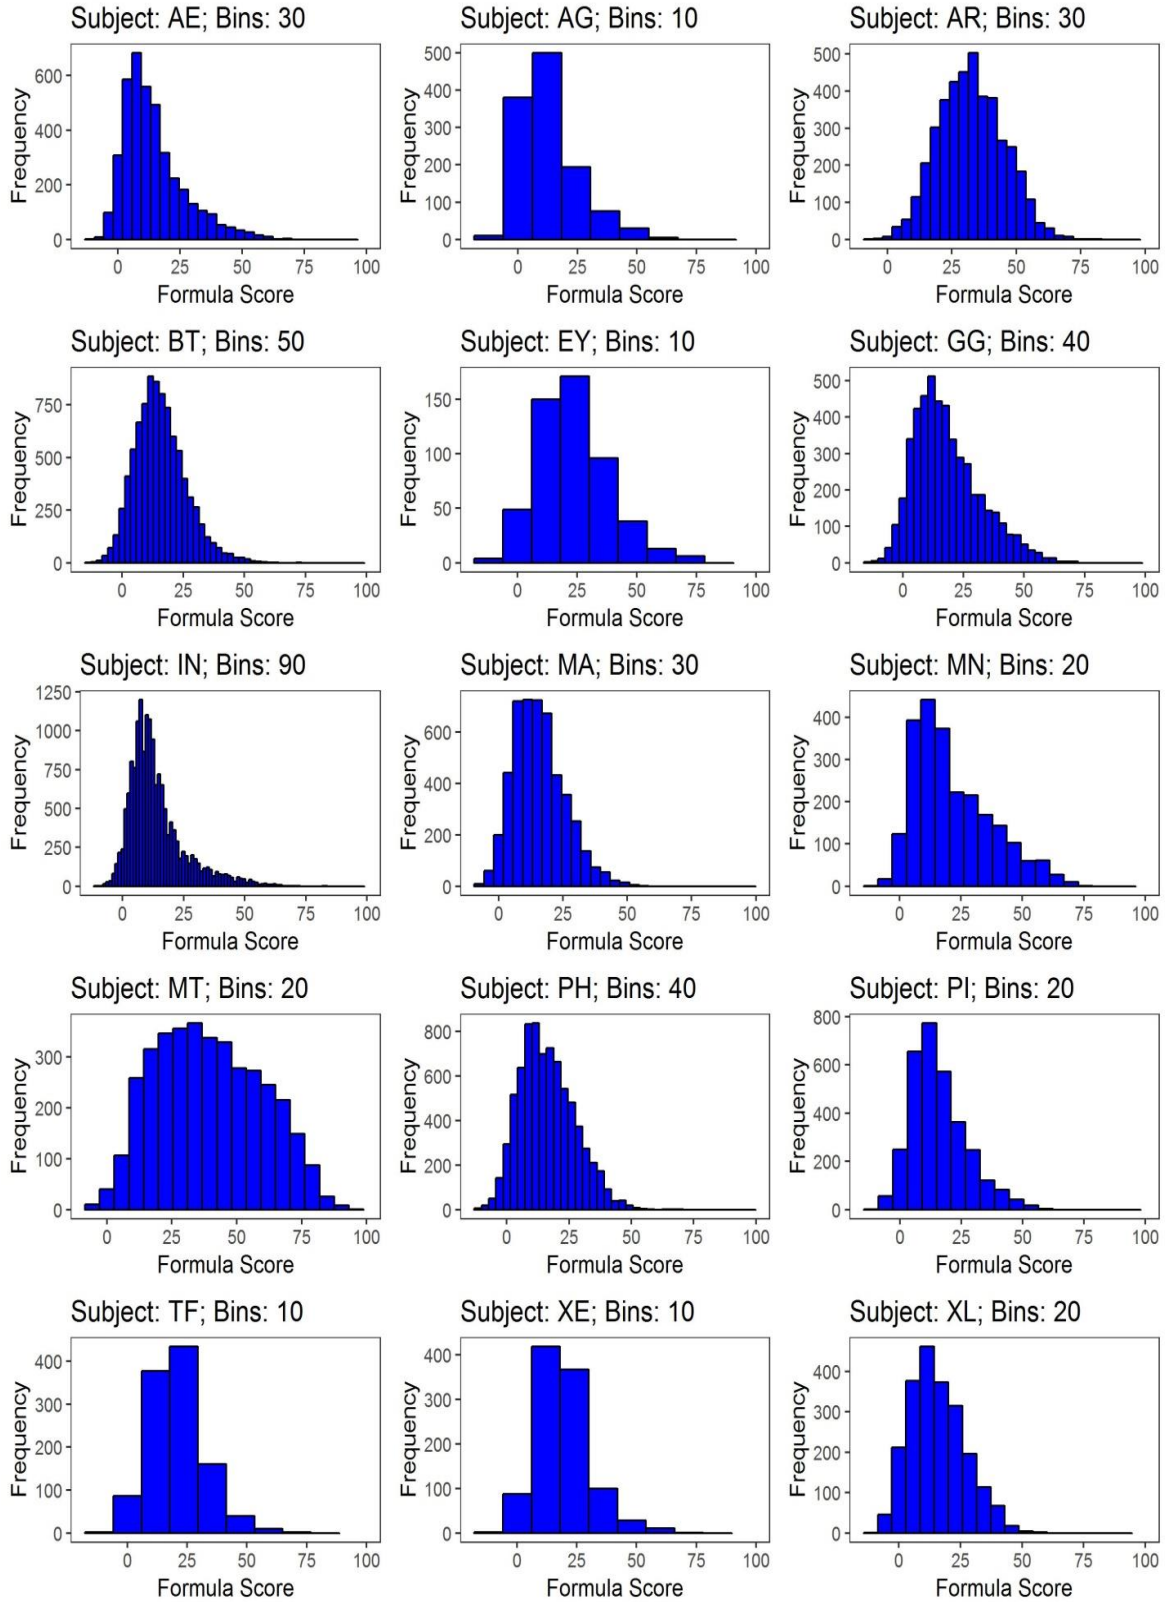 Subject: AE; Bins: 30
Frequency
600
400
200
0
0 25 50 75 100
Formula Score
Subject: AG; Bins: 10
Frequency
500
400
300
200
100
0
0 25 50 75 100
Formula Score
Subject: AR; Bins: 30
Frequency
500
400
300
200
100
0
0 25 50 75 100
Formula Score
Subject: BT; Bins: 50
Frequency
750
500
250
0
0 25 50 75 100
Formula Score
Subject: EY; Bins: 10
Frequency
150
100
50
0
0 25 50 75 100
Formula Score
Subject: GG; Bins: 40
Frequency
500
400
300
200
100
0
0 25 50 75 100
Formula Score
Subject: IN; Bins: 90
Frequency
1250
1000
750
500
250
0
0 25 50 75 100
Formula Score
Subject: MA; Bins: 30
Frequency
600
400
200
0
0 25 50 75 100
Formula Score
Subject: MN; Bins: 20
Frequency
400
300
200
100
0
0 25 50 75 100
Formula Score
Subject: MT; Bins: 20
Frequency
300
200
100
0
0 25 50 75 100
Formula Score
Subject: PH; Bins: 40
Frequency
800
600
400
200
0
0 25 50 75 100
Formula Score
Subject: PI; Bins: 20
Frequency
800
600
400
200
0
0 25 50 75 100
Formula Score
Subject: TF; Bins: 10
Frequency
400
300
200
100
0
0 25 50 75 100
Formula Score
Subject: XE; Bins: 10
Frequency
400
300
200
100
0
0 25 50 75 100
Formula Score
Subject: XL; Bins: 20
Frequency
400
300
200
100
0
0 25 50 75 100
Formula Score